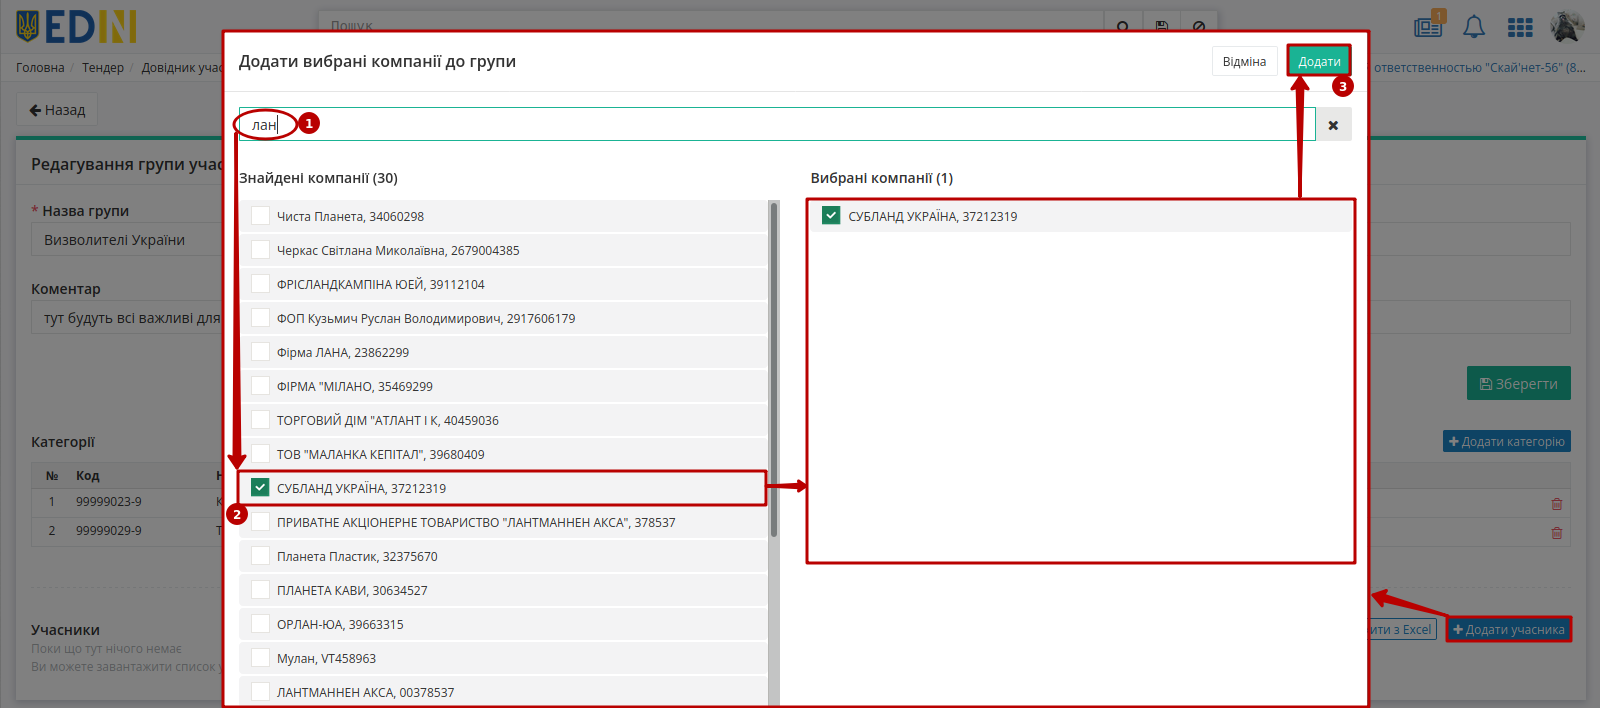 EDIN
Пошук
1
Головна / Тендер / Довідник учас
ответственностью "Скай'нет-56" (8...
Назад
Редагування групи учас
* Назва групи
Визволителі України
Коментар
тут будуть всі важливі для
Зберегти
Категорії
Додати категорію
№ Код
1 99999023-9
2 99999029-9
Учасники
Поки що тут нічого немає
Ви можете завантажити список у
ити з Excel
Додати учасника
Додати вибрані компанії до групи
Відміна
Додати
3
лан
1
Знайдені компанії (30)
Чиста Планета, 34060298
Черкас Світлана Миколаївна, 2679004385
ФРІСЛАНДКАМПІНА ЮЕЙ, 39112104
ФОП Кузьмич Руслан Володимирович, 2917606179
Фірма ЛАНА, 23862299
ФІРМА "МІЛАНО, 35469299
ТОРГОВИЙ ДІМ "АТЛАНТ І К, 40459036
ТОВ "МАЛАНКА КЕПІТАЛ", 39680409
СУБЛАНД УКРАЇНА, 37212319
2
ПРИВАТНЕ АКЦІОНЕРНЕ ТОВАРИСТВО "ЛАНТМАННЕН АКСА", 378537
Планета Пластик, 32375670
ПЛАНЕТА КАВИ, 30634527
ОРЛАН-ЮА, 39663315
Мулан, VT458963
ЛАНТМАННЕН АКСА, 00378537
Вибрані компанії (1)
СУБЛАНД УКРАЇНА, 37212319